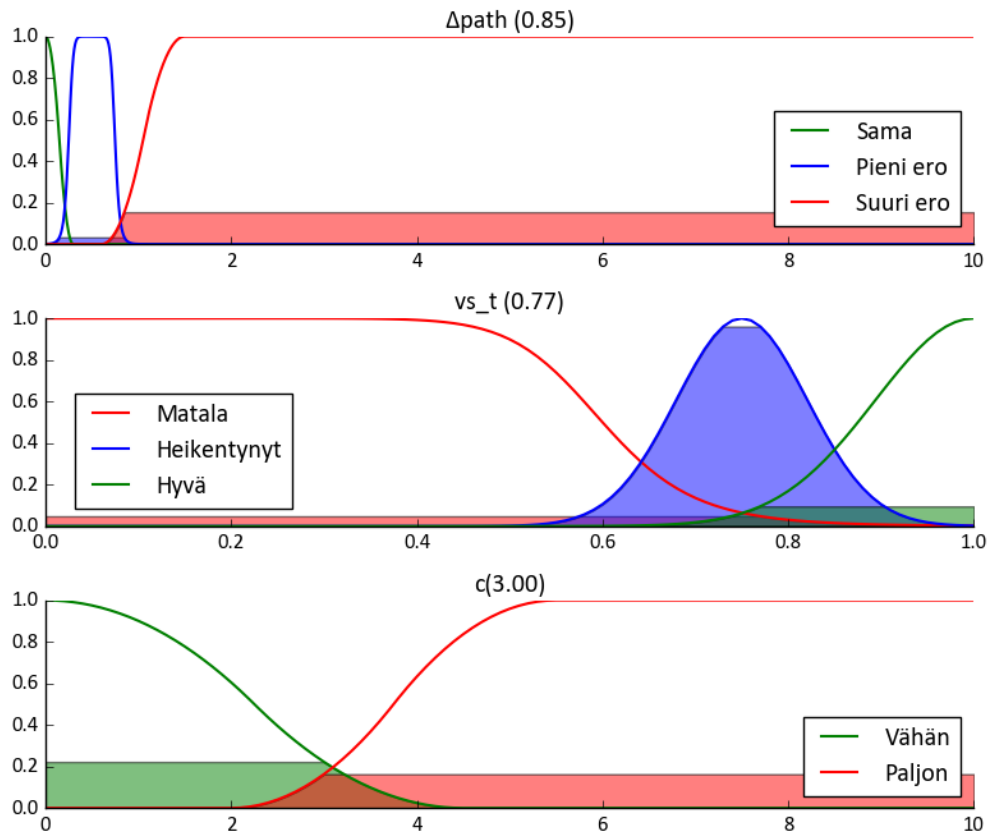 Δpath (0.85)
1.0
0.8
0.6
0.4
0.2
0.0
Sama
Pieni ero
Suuri ero
0 2 4 6 8 10
vs_t (0.77)
1.0
0.8
0.6
0.4
0.2
0.0
Matala
Heikentynyt
Hyvä
0.0 0.2 0.4 0.6 0.8 1.0
c(3.00)
1.0
0.8
0.6
0.4
0.2
0.0
Vähän
Paljon
0 2 4 6 8 10